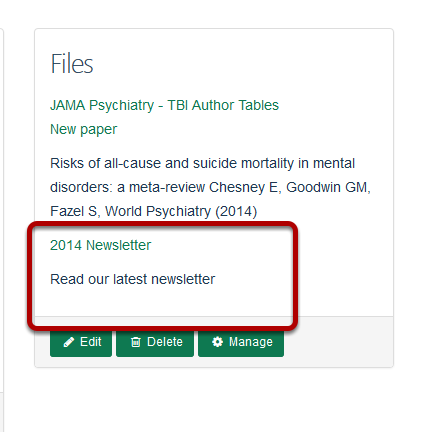 Files
JAMA Psychiatry - TBI Author Tables
New paper
Risks of all-cause and suicide mortality in mental
disorders: a meta-review Chesney E, Goodwin GM,
Fazel S, World Psychiatry (2014)
2014 Newsletter
Read our latest newsletter
Edit Delete Manage